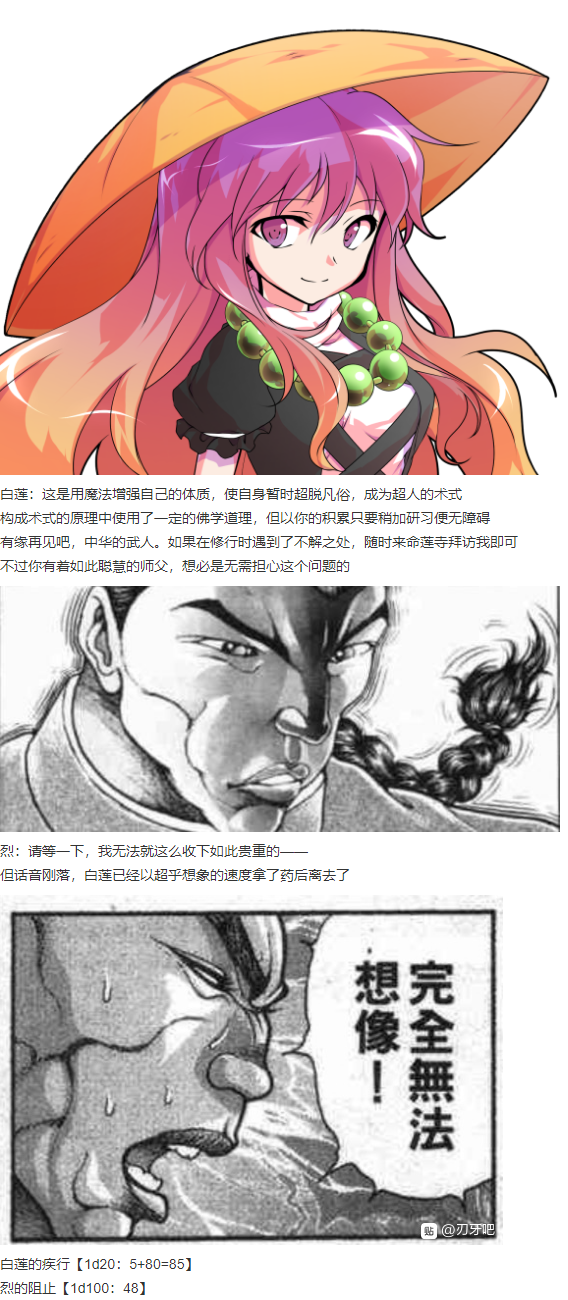 白莲：这是用魔法增强自己的体质，使自身暂时超脱凡俗，成为超人的术式
构成术式的原理中使用了一定的佛学道理，但以你的积累只要稍加研习便无障碍
有缘再见吧，中华的武人。如果在修行时遇到了不解之处，随时来命莲寺拜访我即可
不过你有着如此聪慧的师父，想必是无需担心这个问题的
烈：请等一下，我无法就这么收下如此贵重的——
但话音刚落，白莲已经以超乎想象的速度拿了药后离去了
完全無法
想像！
贴 @刃牙吧
白莲的疾行【1d20：5+80=85】
烈的阻止【1d100：48】